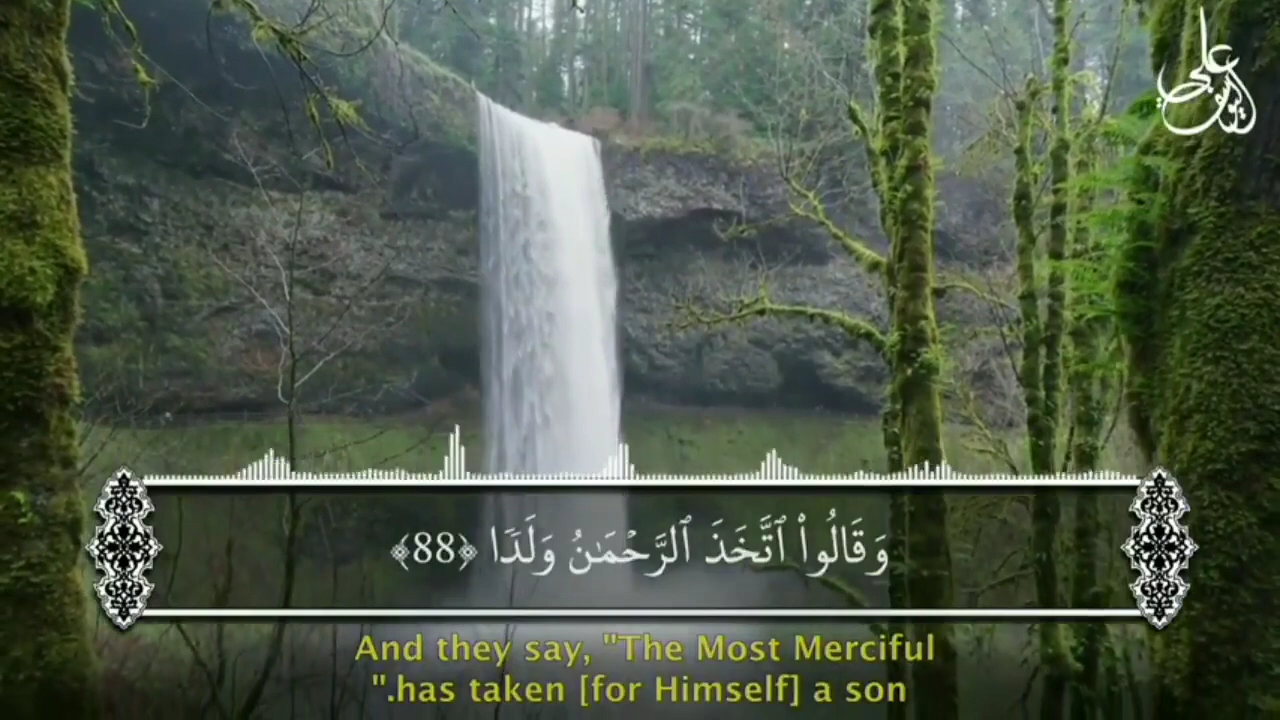 وَقَالُوا۟ ٱتَّخَذَ ٱلرَّحْمَـٰنُ وَلَدًا ﴿88﴾
And they say, "The Most Merciful
".has taken [for Himself] a son